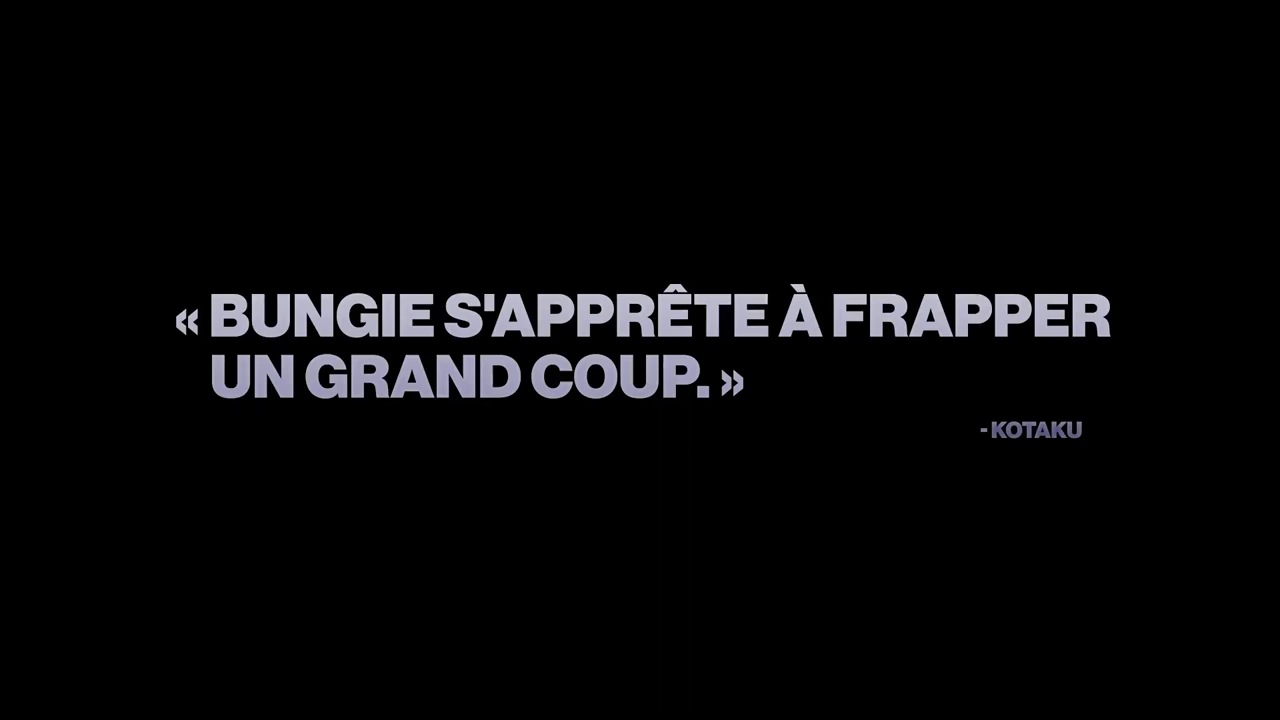 « BUNGIE S'APPRÊTE À FRAPPER
UN GRAND COUP. »
- KOTAKU